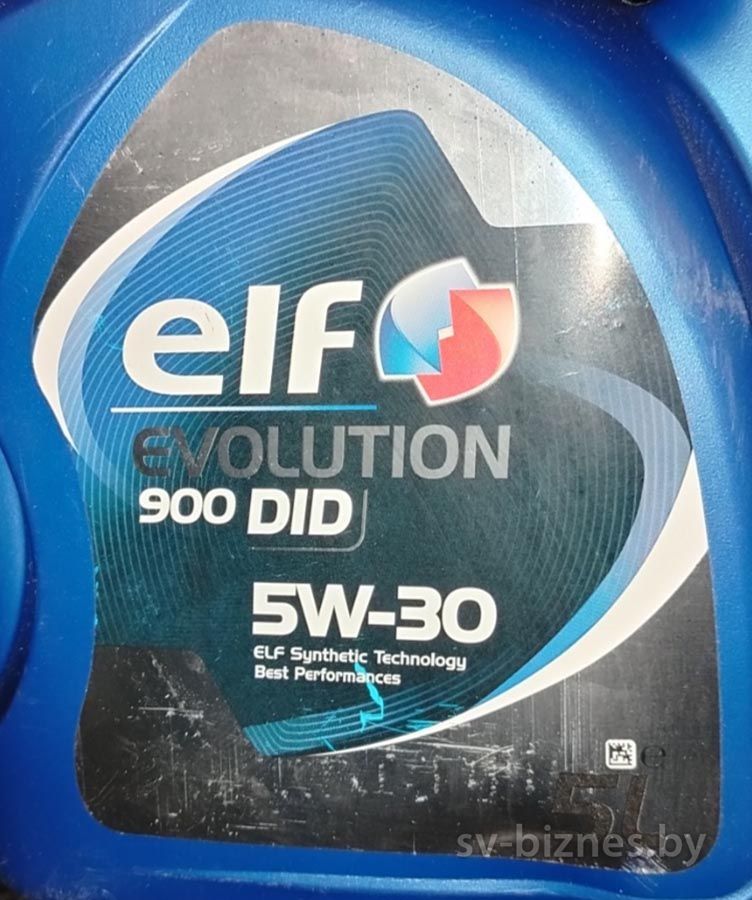 elf
EVOLUTION
900 DID
5W-30
ELF Synthetic Technology
Best Performances
e
5L
sv-biznes.by